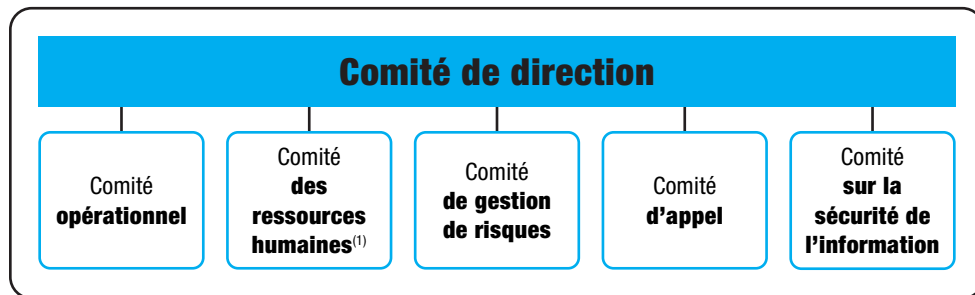 Comité de direction
Comité
opérationnel
Comité
des
ressources
humaines(1)
Comité
de gestion
de risques
Comité
d’appel
Comité
sur la
sécurité de
l’information